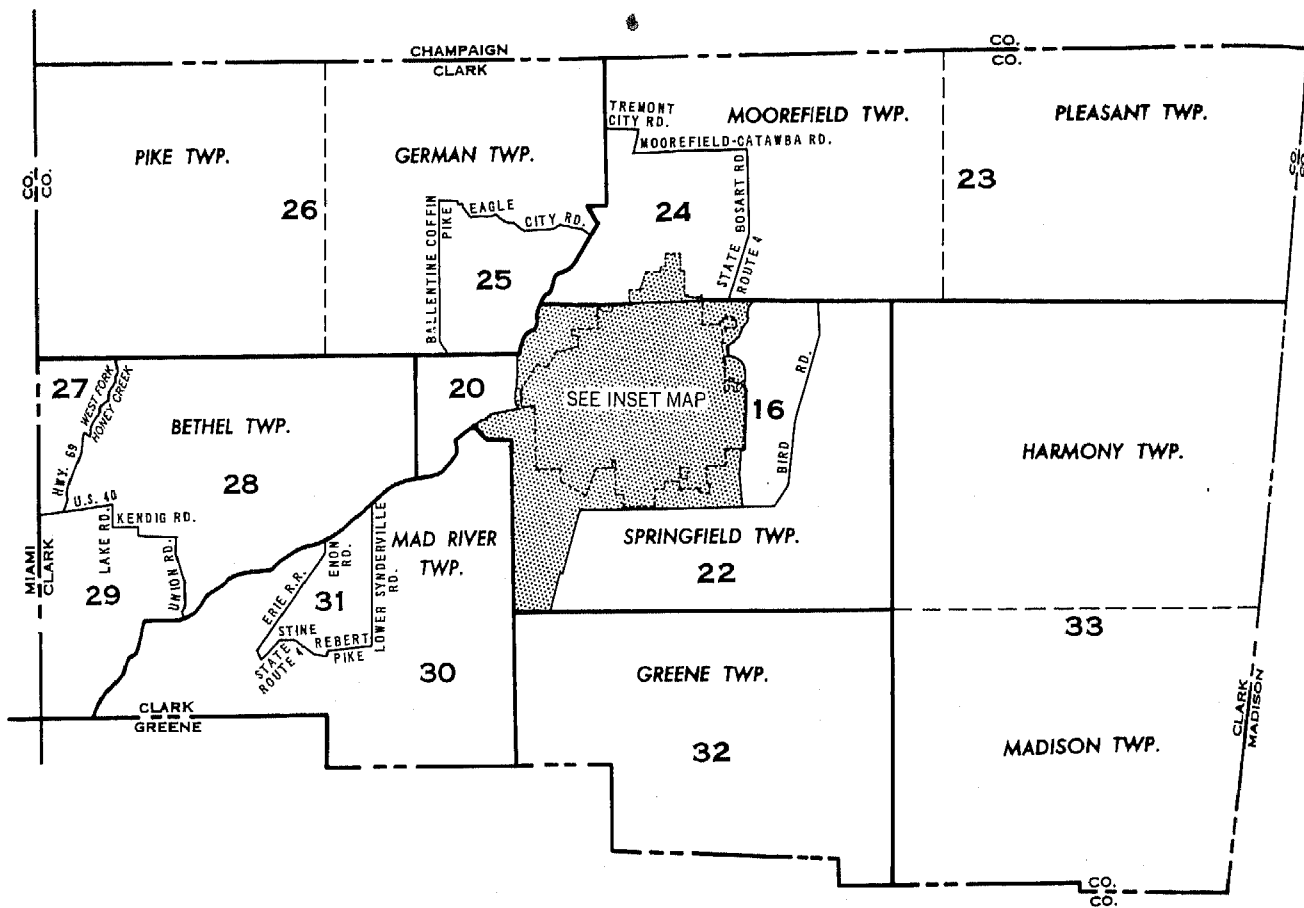 CHAMPAIGN
CLARK
CO.
CO.
TREMONT
CITY RD.
MOOREFIELD TWP.
PLEASANT TWP.
MOOREFIELD-CATAWBA RD.
PIKE TWP.
GERMAN TWP.
CO.
CO.
CO.
CO.
26
24
23
BOSART RD
STATE
ROUTE 4
BALLENTINE COFFIN
PIKE
EAGLE
CITY RD.
25
27
WEST FORK
HONEY CREEK
HWY. 69
BETHEL TWP.
20
SEE INSET MAP
16
BIRD
RD.
HARMONY TWP.
28
U.S. 40
KENDIG RD.
LAKE RD.
UNION RD.
MIAMI
CLARK
29
MAD RIVER
TWP.
ENON
RD.
LOWER SYNDERVILLE
RD.
ERIE R.R.
31
STINE
REBERT
PIKE
STATE
ROUTE 4
30
SPRINGFIELD TWP.
22
33
GREENE TWP.
32
MADISON TWP.
CLARK
MADISON
CLARK
GREENE
CO.
CO.